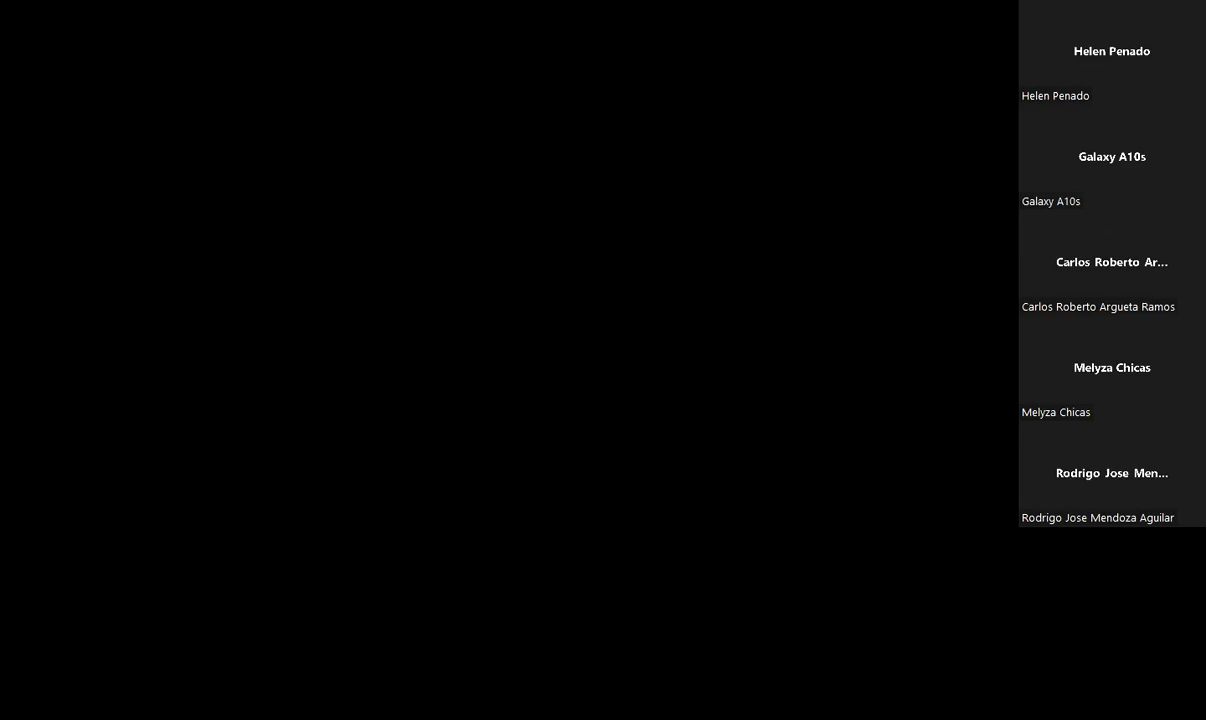 Helen Penado
Helen Penado
Galaxy A10s
Galaxy A10s
Carlos Roberto Ar...
Carlos Roberto Argueta Ramos
Melyza Chicas
Melyza Chicas
Rodrigo Jose Men...
Rodrigo Jose Mendoza Aguilar